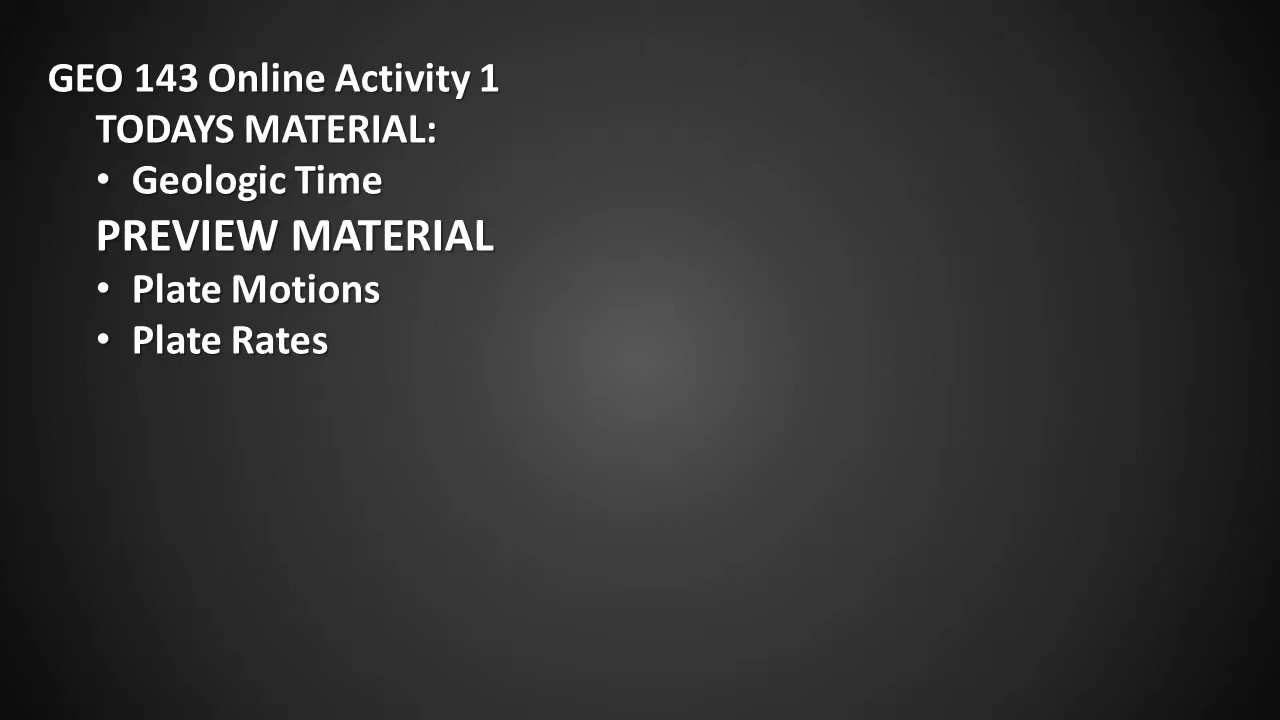 GEO 143 Online Activity 1
TODAYS MATERIAL:
• Geologic Time
PREVIEW MATERIAL
• Plate Motions
• Plate Rates